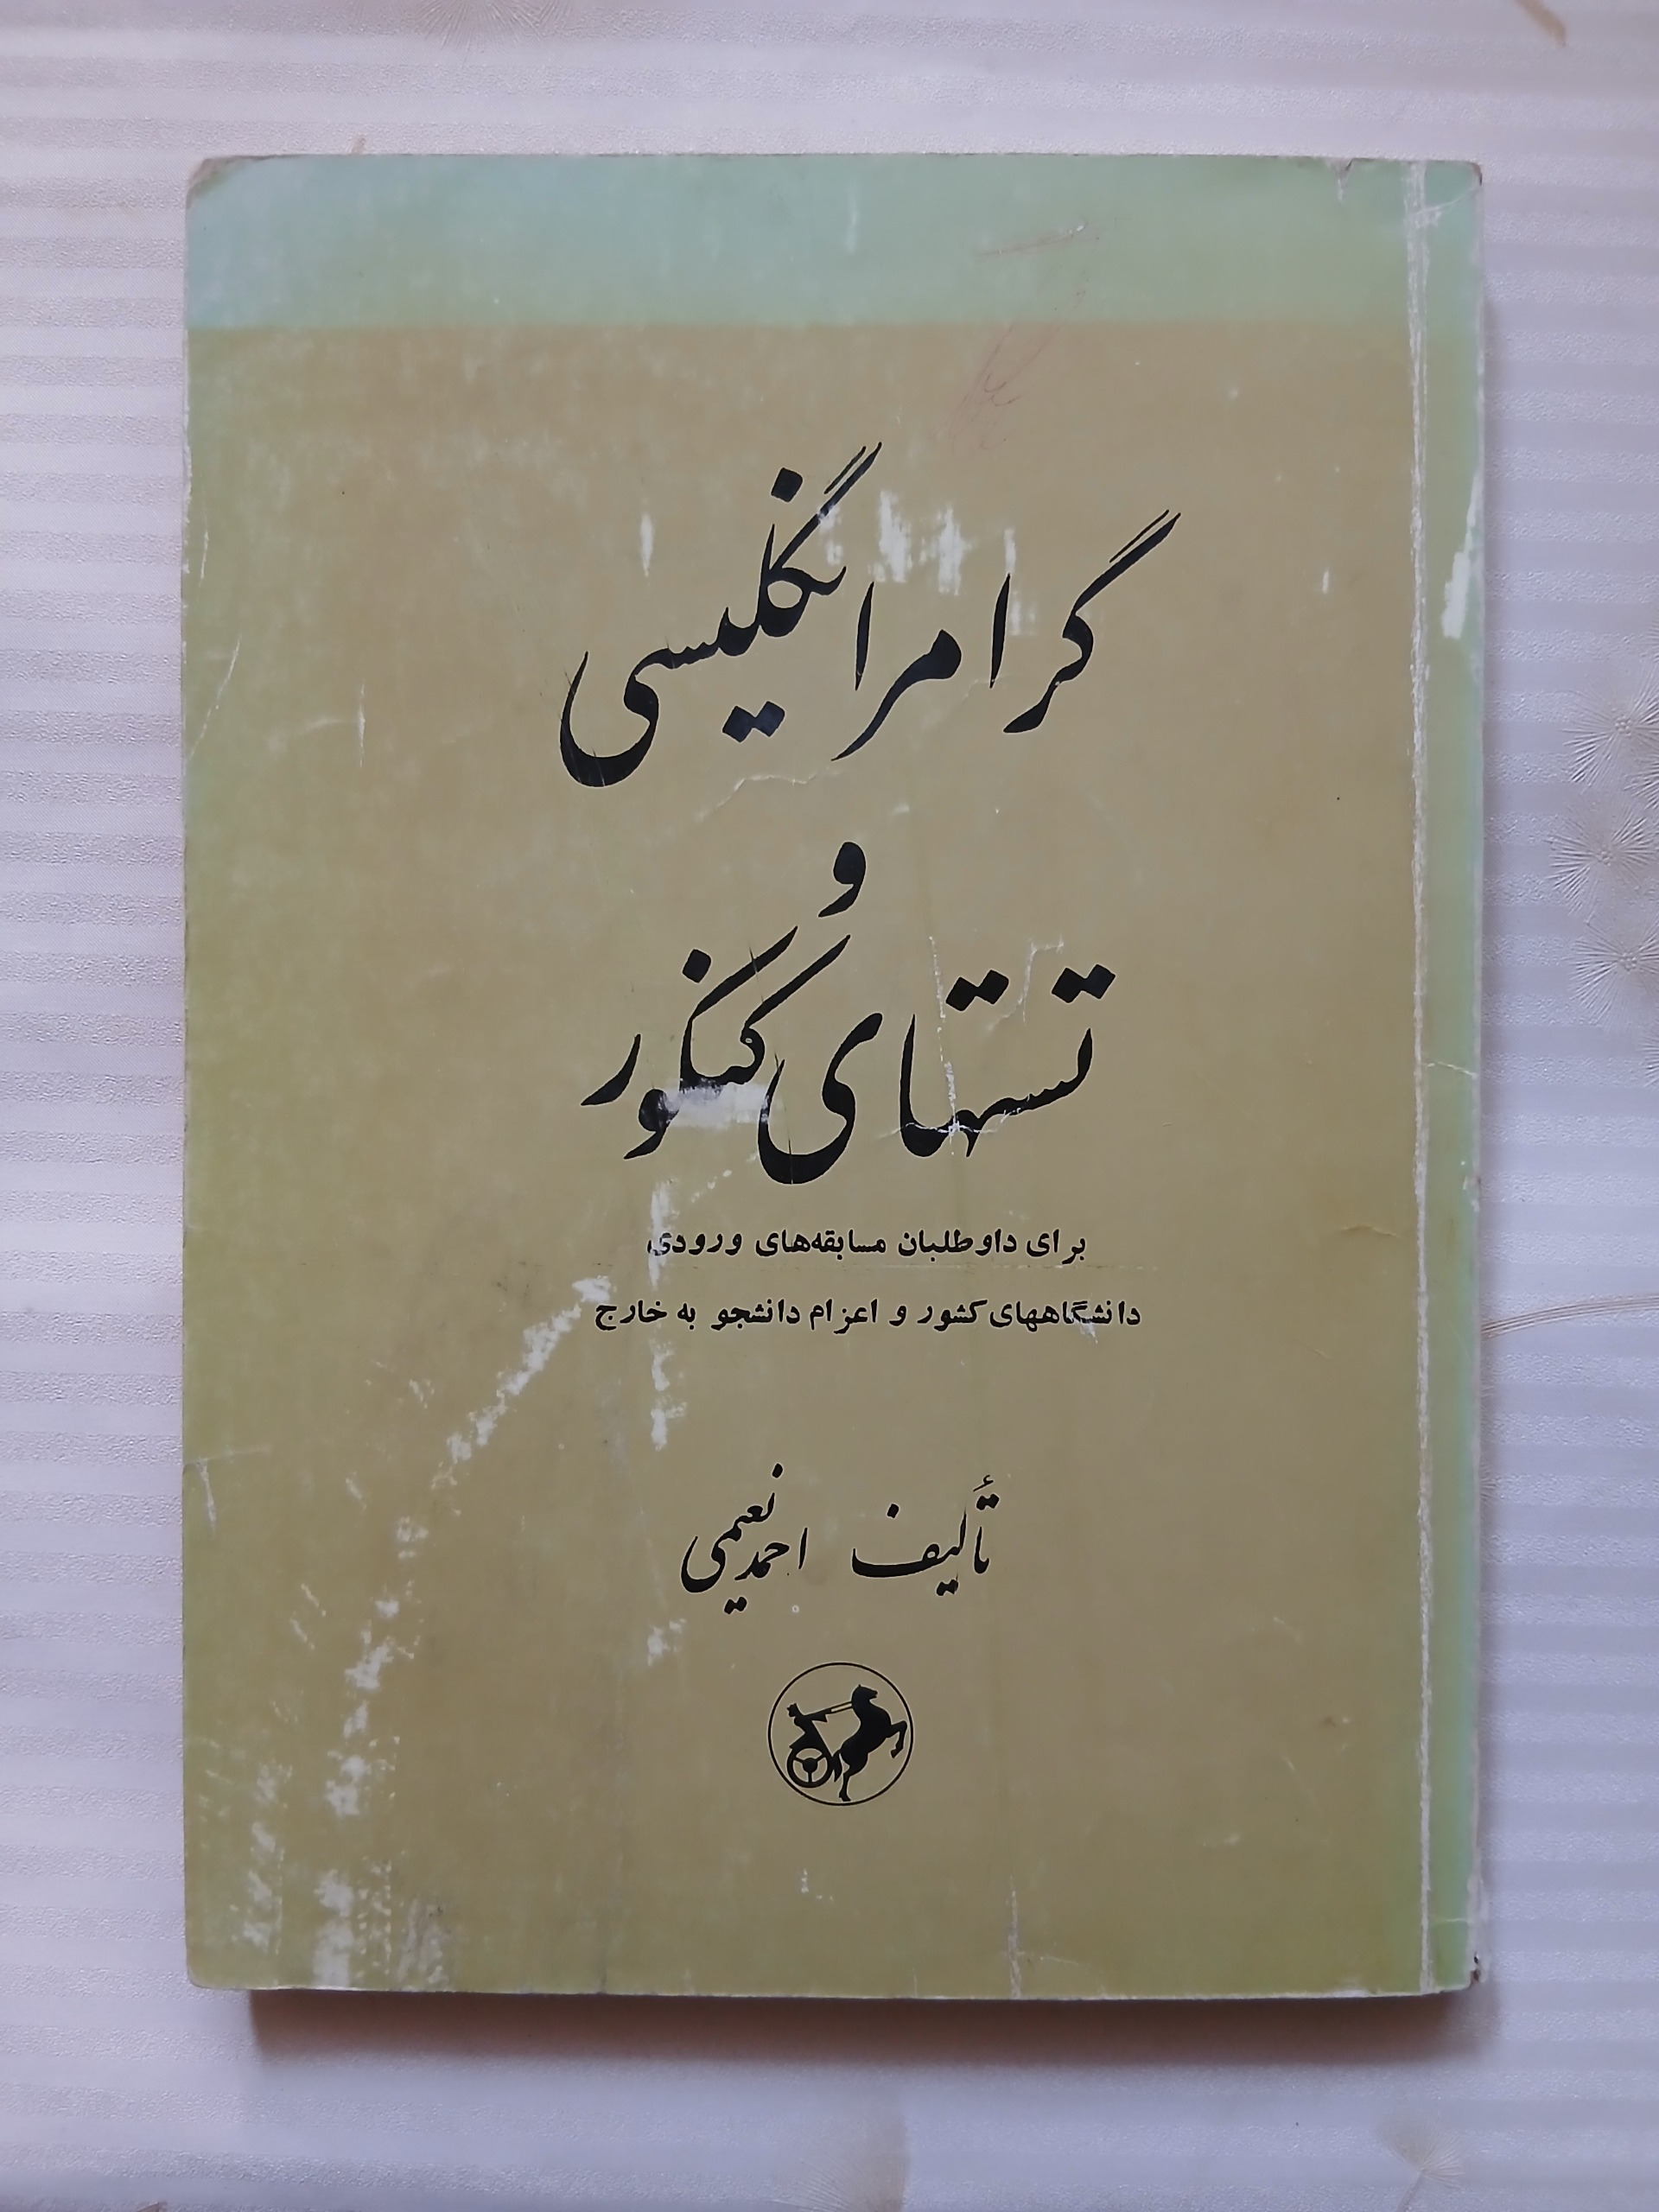 گرامر انگلیسی
و
تستهای کنکور
برای داوطلبان مسابقه‌های ورودی
دانشگاههای کشور و اعزام دانشجو به خارج
تألیف احمد نعیمی